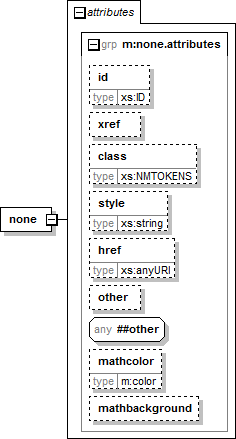 attributes
grp m:none.attributes
id
type xs:ID
xref
class
type xs:NMTOKENS
style
type xs:string
none
href
type xs:anyURI
other
any ##other
mathcolor
type m:color
mathbackground